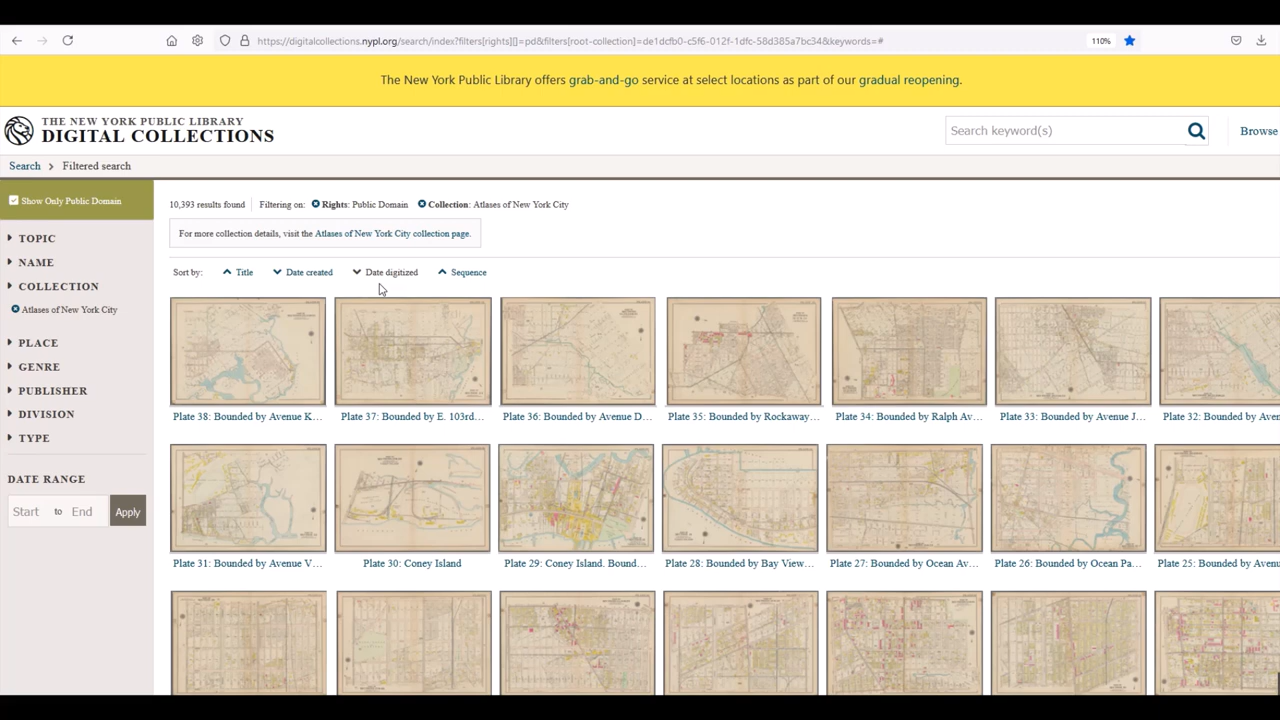 https://digitalcollections.nypl.org/search/index?filters[rights][]=pd&filters[root-collection]=de1dcfb0-c5f6-012f-1dfc-58d385a7bc34&keywords=#
110%
The New York Public Library offers grab-and-go service at select locations as part of our gradual reopening.
THE NEW YORK PUBLIC LIBRARY
DIGITAL COLLECTIONS
Search keyword(s)
Browse
Search > Filtered search
Show Only Public Domain
10,393 results found Filtering on: Rights: Public Domain Collection: Atlases of New York City
For more collection details, visit the Atlases of New York City collection page.
TOPIC
NAME
COLLECTION
Atlases of New York City
PLACE
GENRE
PUBLISHER
DIVISION
TYPE
DATE RANGE
Start to End Apply
Sort by: Title Date created Date digitized Sequence
Plate 38: Bounded by Avenue K... Plate 37: Bounded by E. 103rd... Plate 36: Bounded by Avenue D... Plate 35: Bounded by Rockaway... Plate 34: Bounded by Ralph Av... Plate 33: Bounded by Avenue J... Plate 32: Bounded by Aven
Plate 31: Bounded by Avenue V... Plate 30: Coney Island Plate 29: Coney Island. Bound... Plate 28: Bounded by Bay View... Plate 27: Bounded by Ocean Av... Plate 26: Bounded by Ocean Pa... Plate 25: Bounded by Avenu